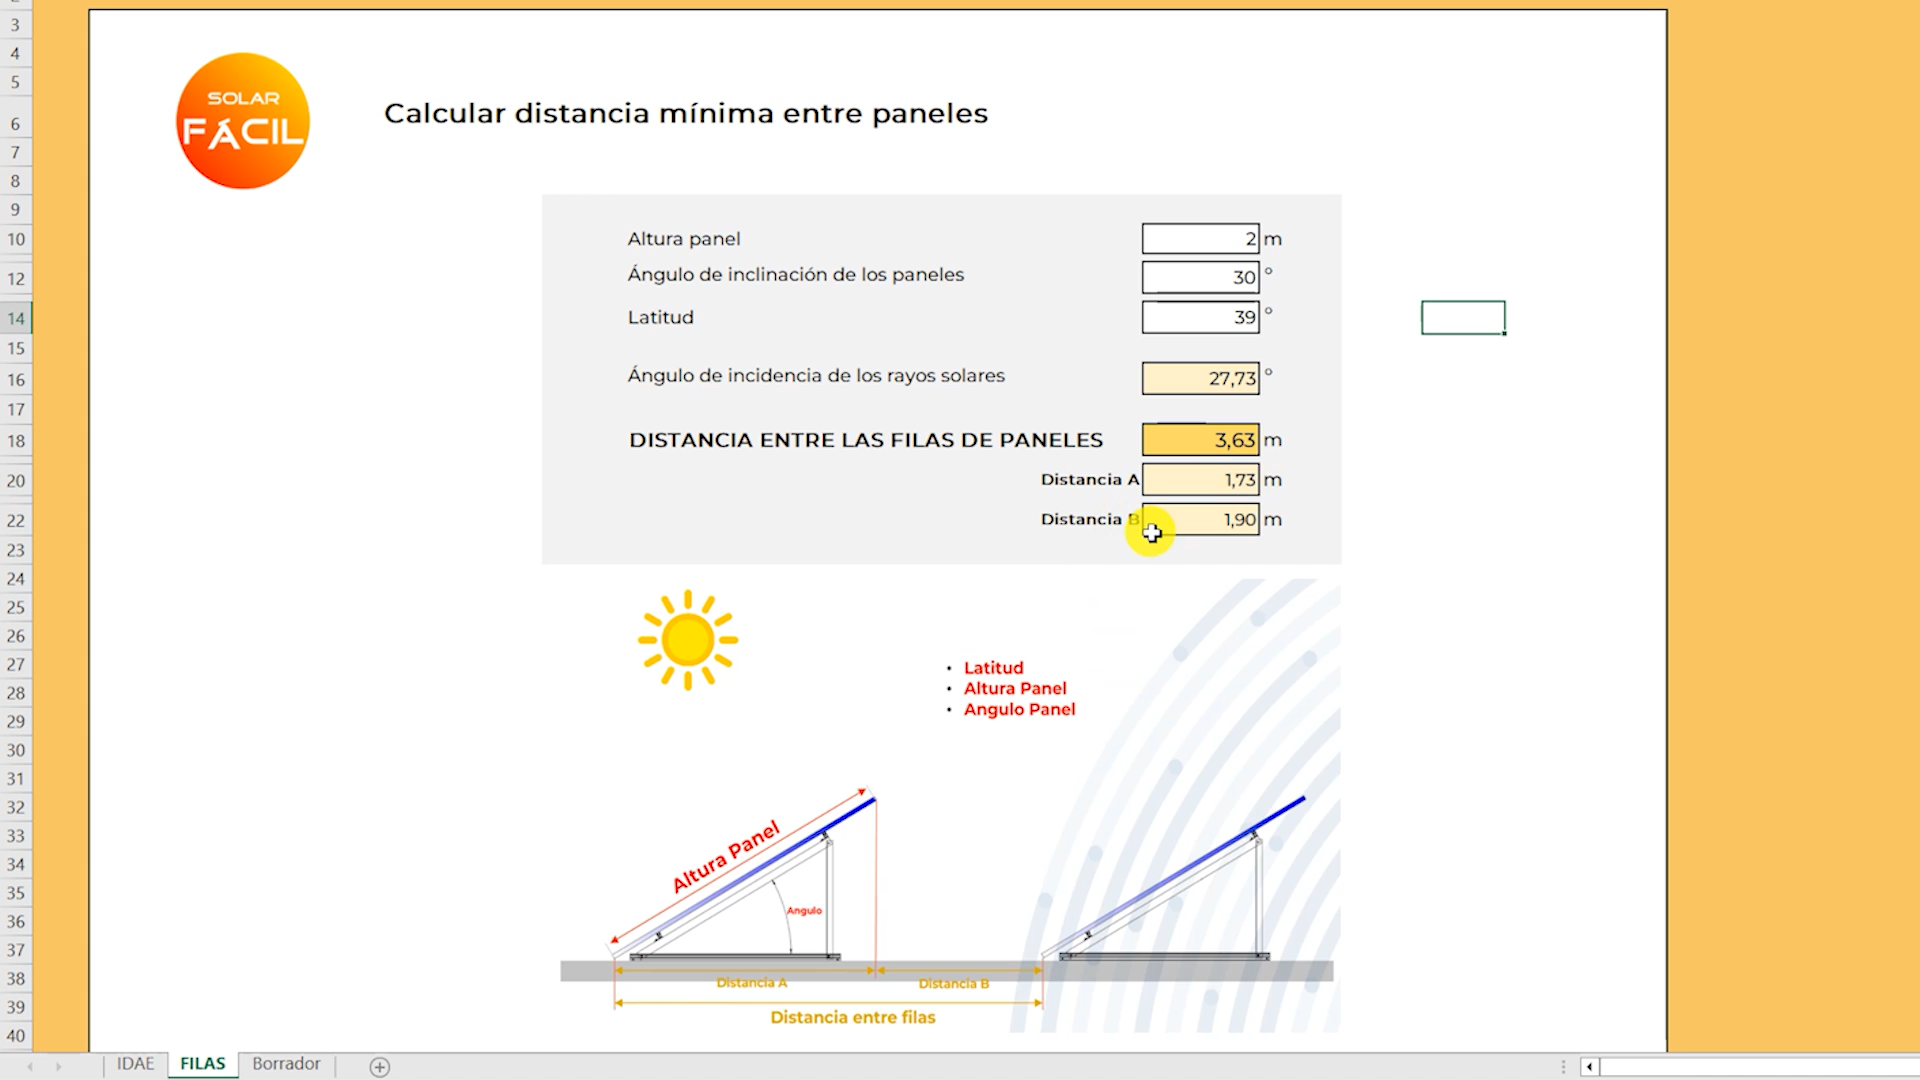 3
4
5
6
7
8
9
10
12
14
15
16
17
18
20
22
23
24
25
26
27
28
29
30
31
32
33
34
35
36
37
38
39
40
SOLAR
FÁCIL
Calcular distancia mínima entre paneles
Altura panel 2 m
Ángulo de inclinación de los paneles 30 º
Latitud 39 º
Ángulo de incidencia de los rayos solares 27,73 º
DISTANCIA ENTRE LAS FILAS DE PANELES 3,63 m
Distancia A 1,73 m
Distancia B 1,90 m
• Latitud
• Altura Panel
• Angulo Panel
Altura Panel
Angulo
Distancia A Distancia B
Distancia entre filas
IDAE FILAS Borrador